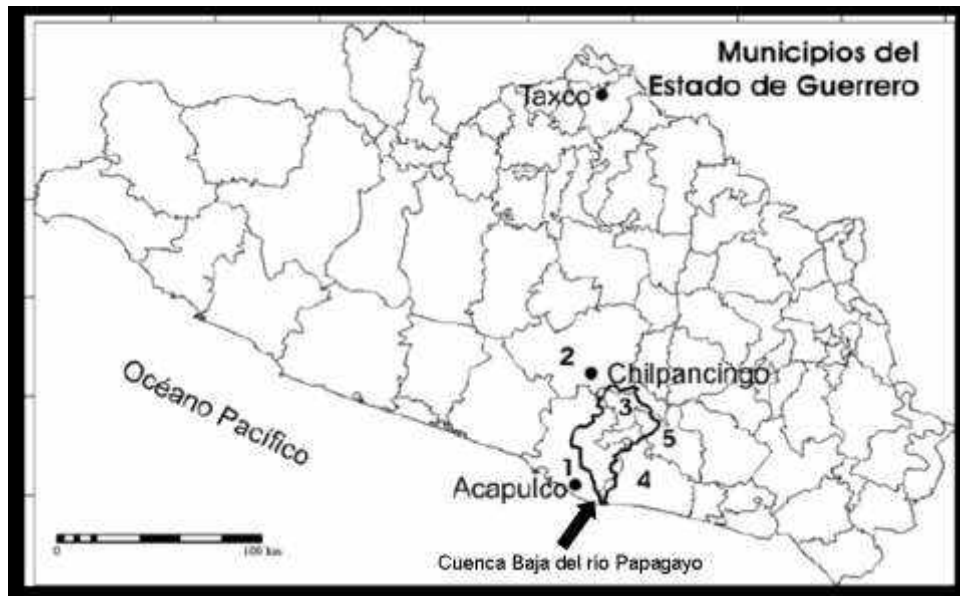 Municipios del
Estado de Guerrero
Taxco
2
Chilpancingo
3
5
Océano Pacífico
1
4
Acapulco
0
100 km
Cuenca Baja del río Papagayo